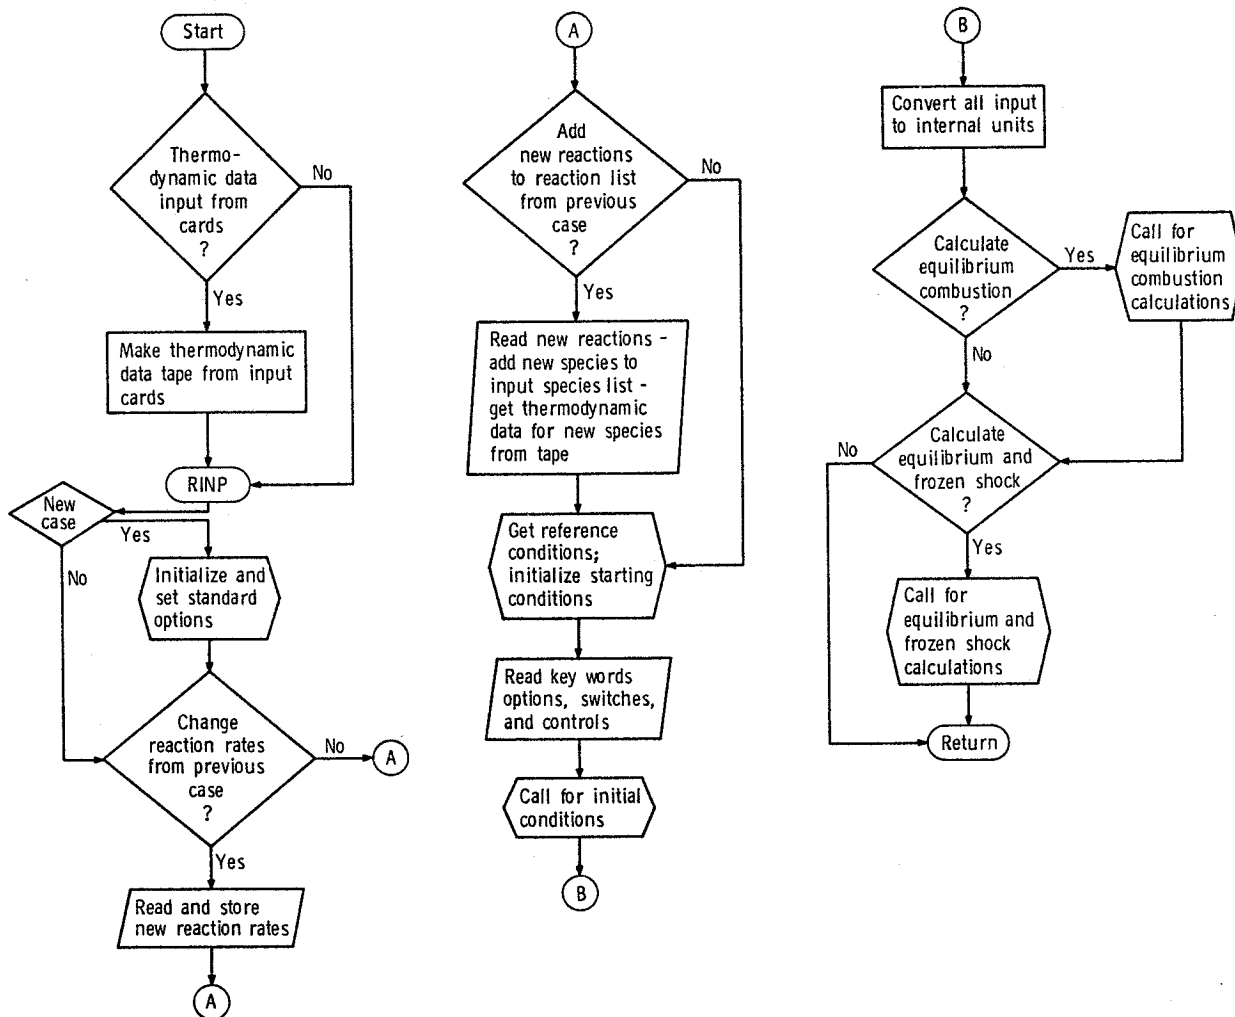 Start
Thermo-
dynamic data
input from
cards
?
No
Yes
Make thermodynamic
data tape from input
cards
RINP
New
case
Yes
No
Initialize and
set standard
options
Change
reaction rates
from previous
case
?
No
A
Yes
Read and store
new reaction rates
A
A
Add
new reactions
to reaction list
from previous
case
?
No
Yes
Read new reactions -
add new species to
input species list -
get thermodynamic
data for new species
from tape
Get reference
conditions;
initialize starting
conditions
Read key words
options, switches,
and controls
Call for initial
conditions
B
B
Convert all input
to internal units
Calculate
equilibrium
combustion
?
Yes
Call for
equilibrium
combustion
calculations
No
Calculate
equilibrium and
frozen shock
?
No
Yes
Call for
equilibrium and
frozen shock
calculations
Return